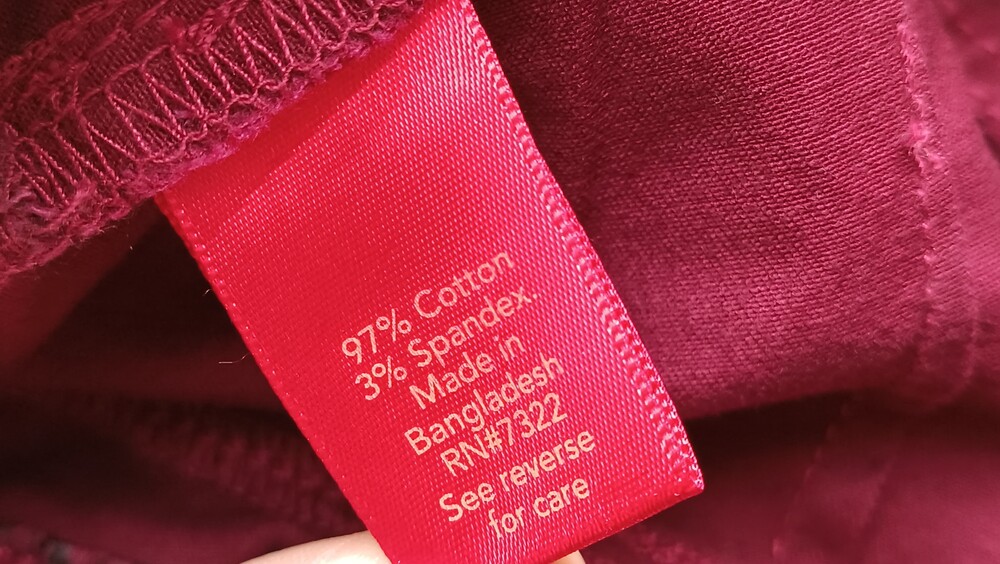 97% Cotton
3% Spandex.
Made in
Bangladesh
RN#7322
See reverse
for care